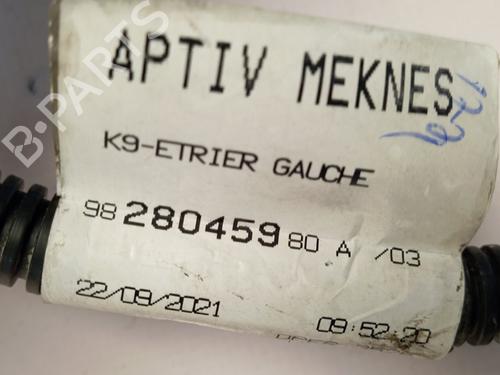 B-PARTS
APTIV MEKNES
K9-ETRIER GAUCHE
98 280459 80 A /03
22/09/2021 09:52:20